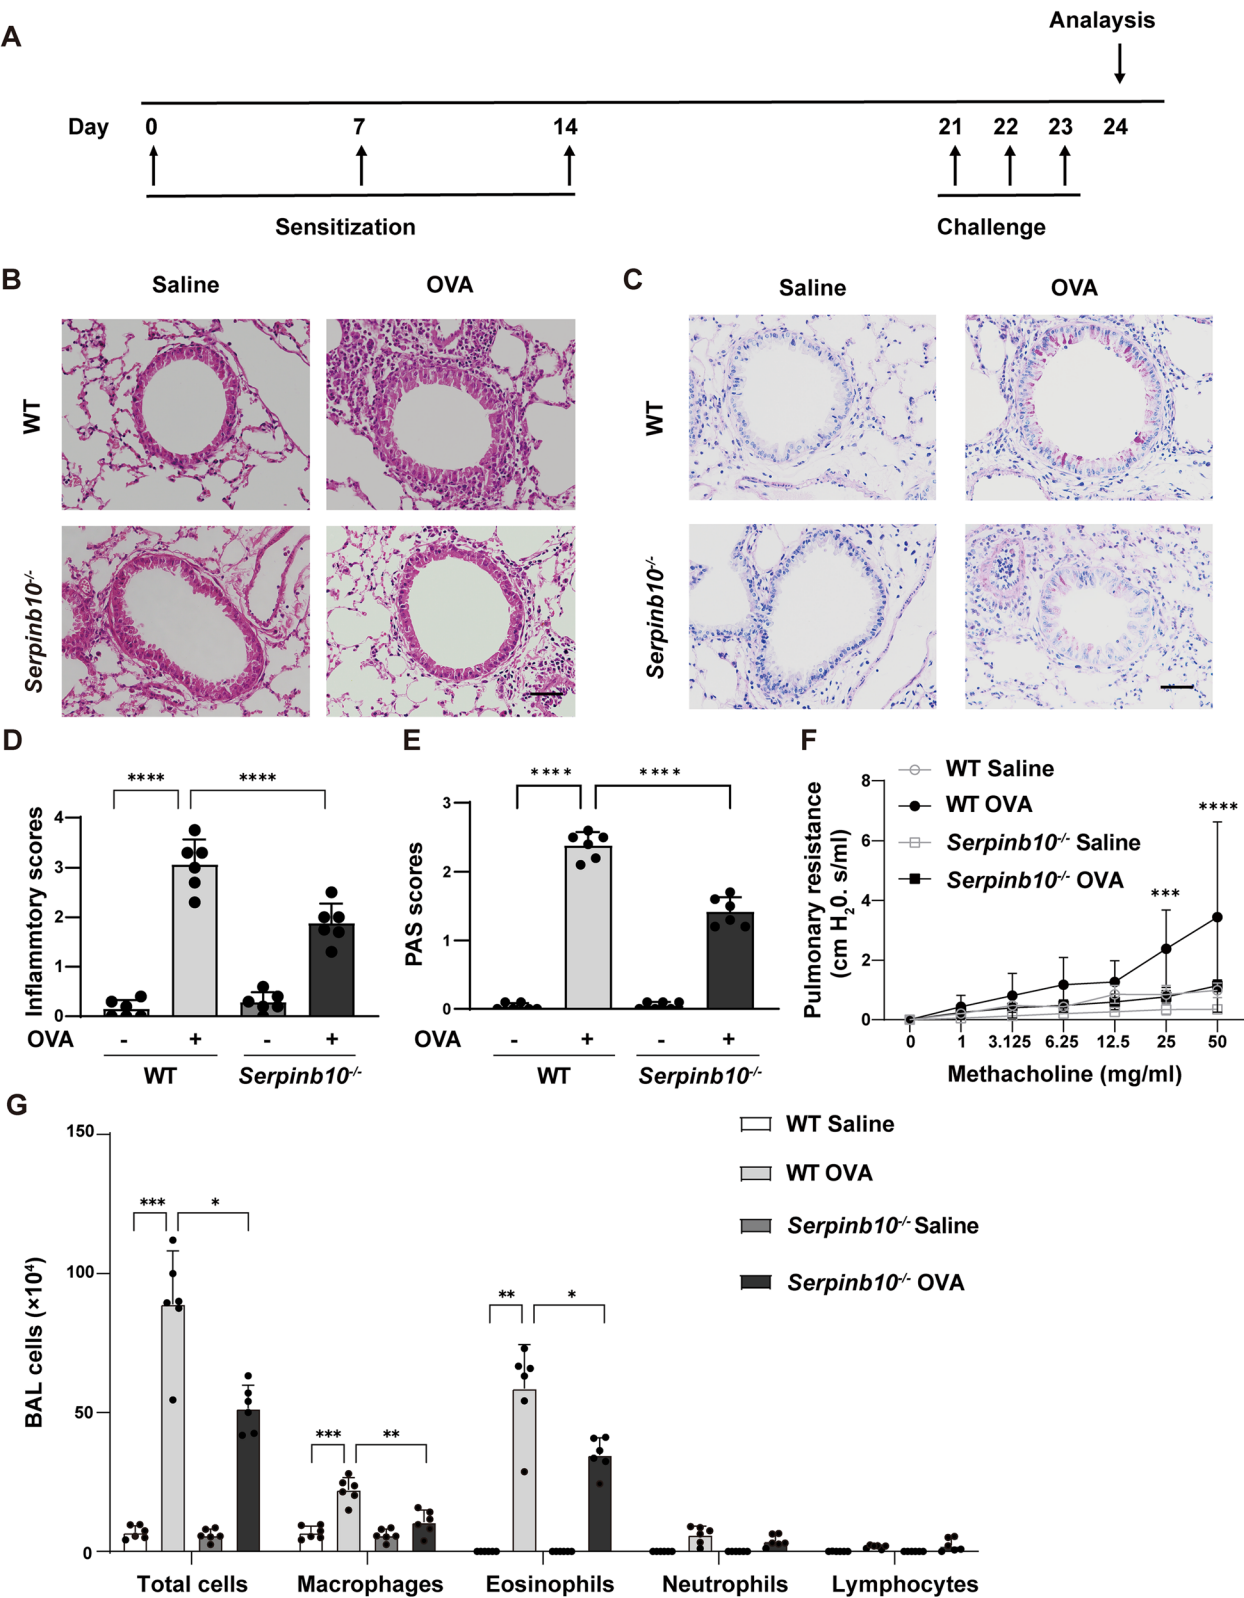 A
Analaysis
Day 0 7 14 21 22 23 24
Sensitization Challenge
B
Saline OVA
WT
Serpinb10-/-
C
Saline OVA
WT
Serpinb10-/-
D
**** ****
Inflammtory scores
4
3
2
1
0
OVA - + - +
WT Serpinb10-/-
E
**** ****
PAS scores
3
2
1
0
OVA - + - +
WT Serpinb10-/-
F
WT Saline
WT OVA
Serpinb10-/- Saline
Serpinb10-/- OVA
*** ****
Pulmonary resistance
(cm H20. s/ml)
8
6
4
2
0
0 1 3.125 6.25 12.5 25 50
Methacholine (mg/ml)
G
WT Saline
WT OVA
Serpinb10-/- Saline
Serpinb10-/- OVA
BAL cells (×10⁴)
150
100
50
0
*** *
*** **
** *
Total cells Macrophages Eosinophils Neutrophils Lymphocytes